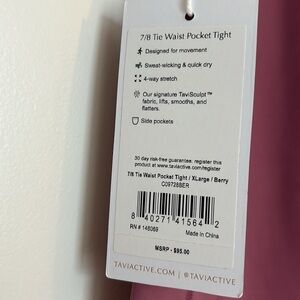 7/8 Tie Waist Pocket Tight
Designed for movement
Sweat-wicking & quick dry
4-way stretch
Our signature TaviSculpt™
fabric, lifts, smooths, and
flatters.
Side pockets
30 day risk-free guarantee: register this
product at www.taviactive.com/register
7/8 Tie Waist Pocket Tight / XLarge / Berry
C09728BER
8 40271 41564 2
RN # 148069
Made in China
MSRP - $95.00
TAVIACTIVE.COM | @TAVIACTIVE